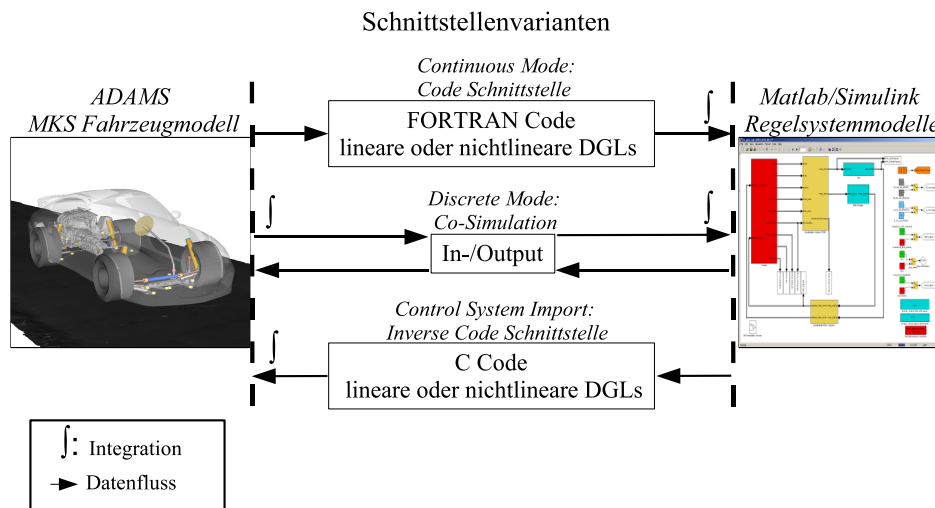 Schnittstellenvarianten
ADAMS
MKS Fahrzeugmodell
Continuous Mode:
Code Schnittstelle
FORTRAN Code
lineare oder nichtlineare DGLs
∫
Matlab/Simulink
Regelsystemmodelle
∫
Discrete Mode:
Co-Simulation
In-/Output
∫
Control System Import:
Inverse Code Schnittstelle
C Code
lineare oder nichtlineare DGLs
∫
∫: Integration
Datenfluss